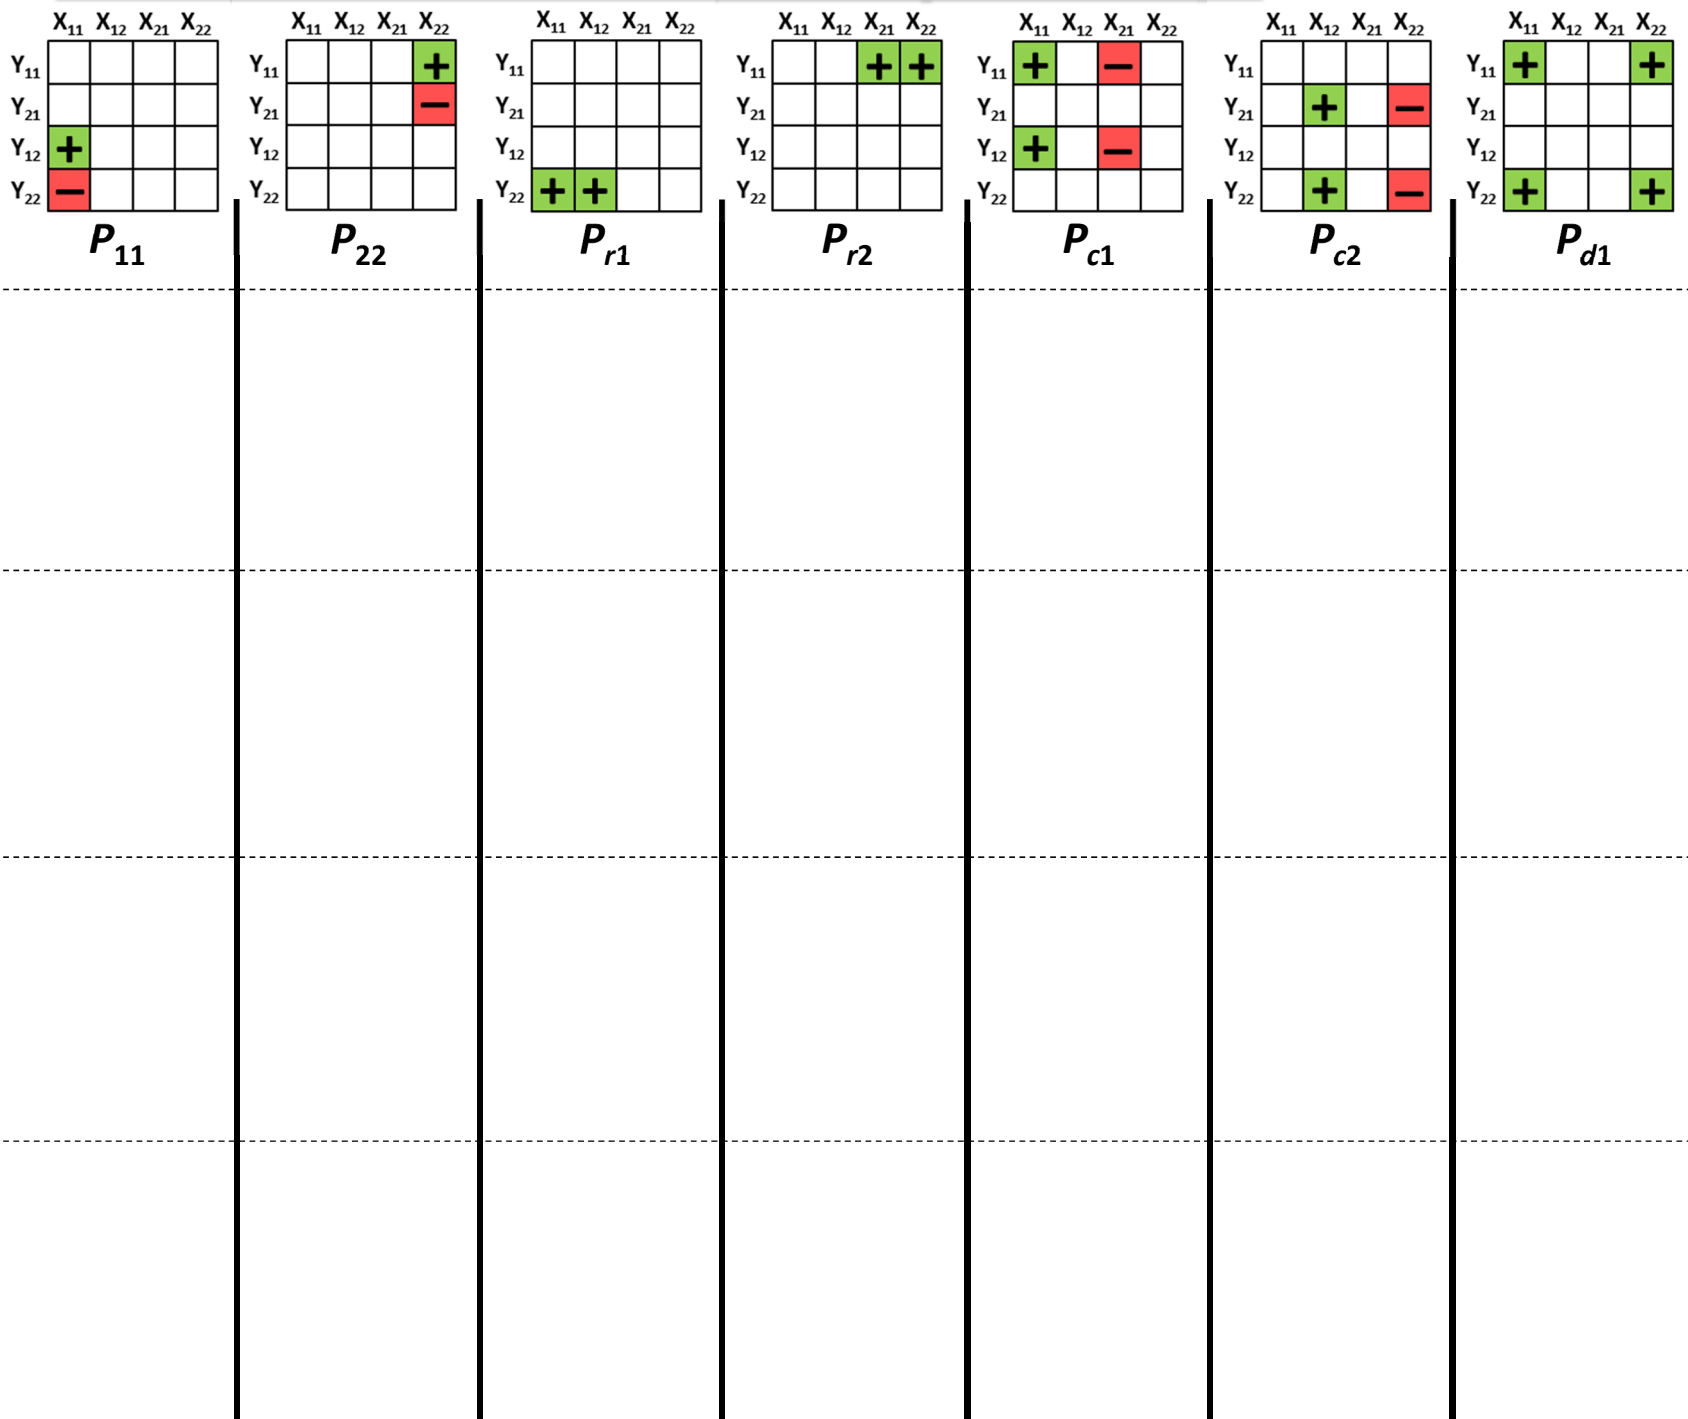 X₁₁ X₁₂ X₂₁ X₂₂
Y₁₁
Y₂₁
Y₁₂ +
Y₂₂ −
P₁₁
X₁₁ X₁₂ X₂₁ X₂₂
Y₁₁ +
Y₂₁ −
Y₁₂
Y₂₂
P₂₂
X₁₁ X₁₂ X₂₁ X₂₂
Y₁₁
Y₂₁
Y₁₂
Y₂₂ + +
Pᵣ₁
X₁₁ X₁₂ X₂₁ X₂₂
Y₁₁ + +
Y₂₁
Y₁₂
Y₂₂
Pᵣ₂
X₁₁ X₁₂ X₂₁ X₂₂
Y₁₁ + −
Y₂₁
Y₁₂ + −
Y₂₂
P_c1
X₁₁ X₁₂ X₂₁ X₂₂
Y₁₁
Y₂₁ + −
Y₁₂
Y₂₂ + −
P_c2
X₁₁ X₁₂ X₂₁ X₂₂
Y₁₁ + +
Y₂₁
Y₁₂
Y₂₂ + +
P_d1